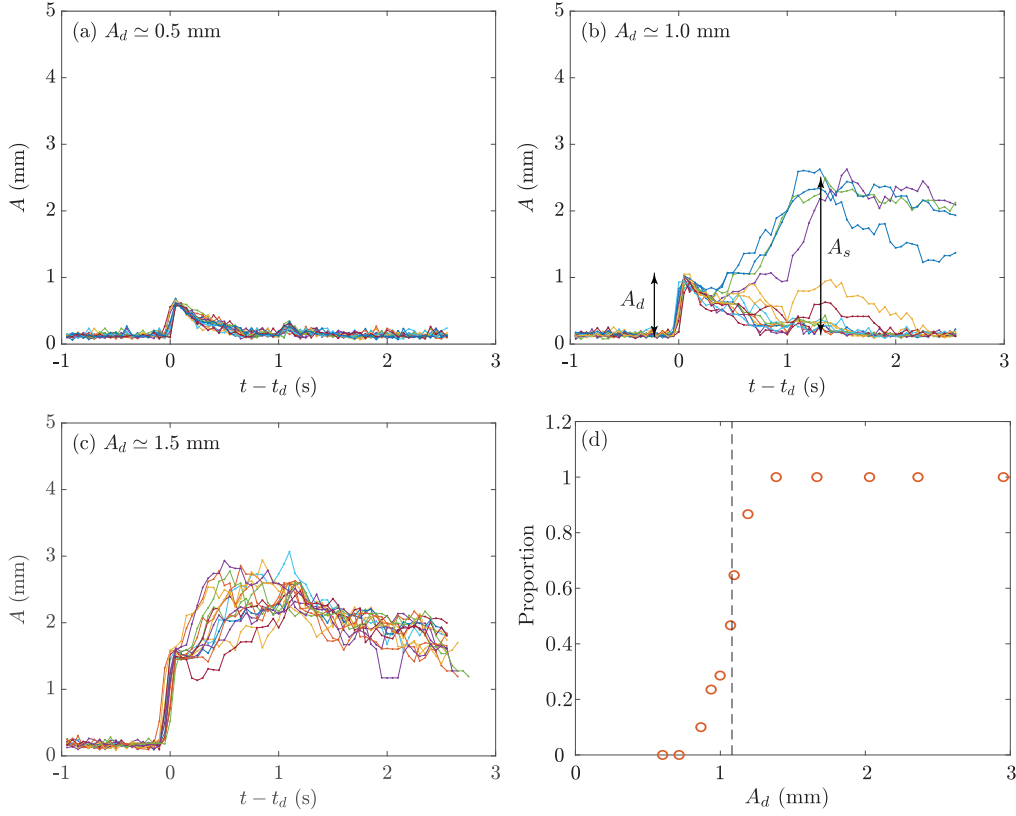 (a) A_d ≃ 0.5 mm
5
4
3
2
1
0
A (mm)
-1 0 1 2 3
t − t_d (s)
(b) A_d ≃ 1.0 mm
5
4
3
2
1
0
A (mm)
A_d
A_s
-1 0 1 2 3
t − t_d (s)
(c) A_d ≃ 1.5 mm
5
4
3
2
1
0
A (mm)
-1 0 1 2 3
t − t_d (s)
(d)
1.2
1
0.8
0.6
0.4
0.2
0
Proportion
0 1 2 3
A_d (mm)